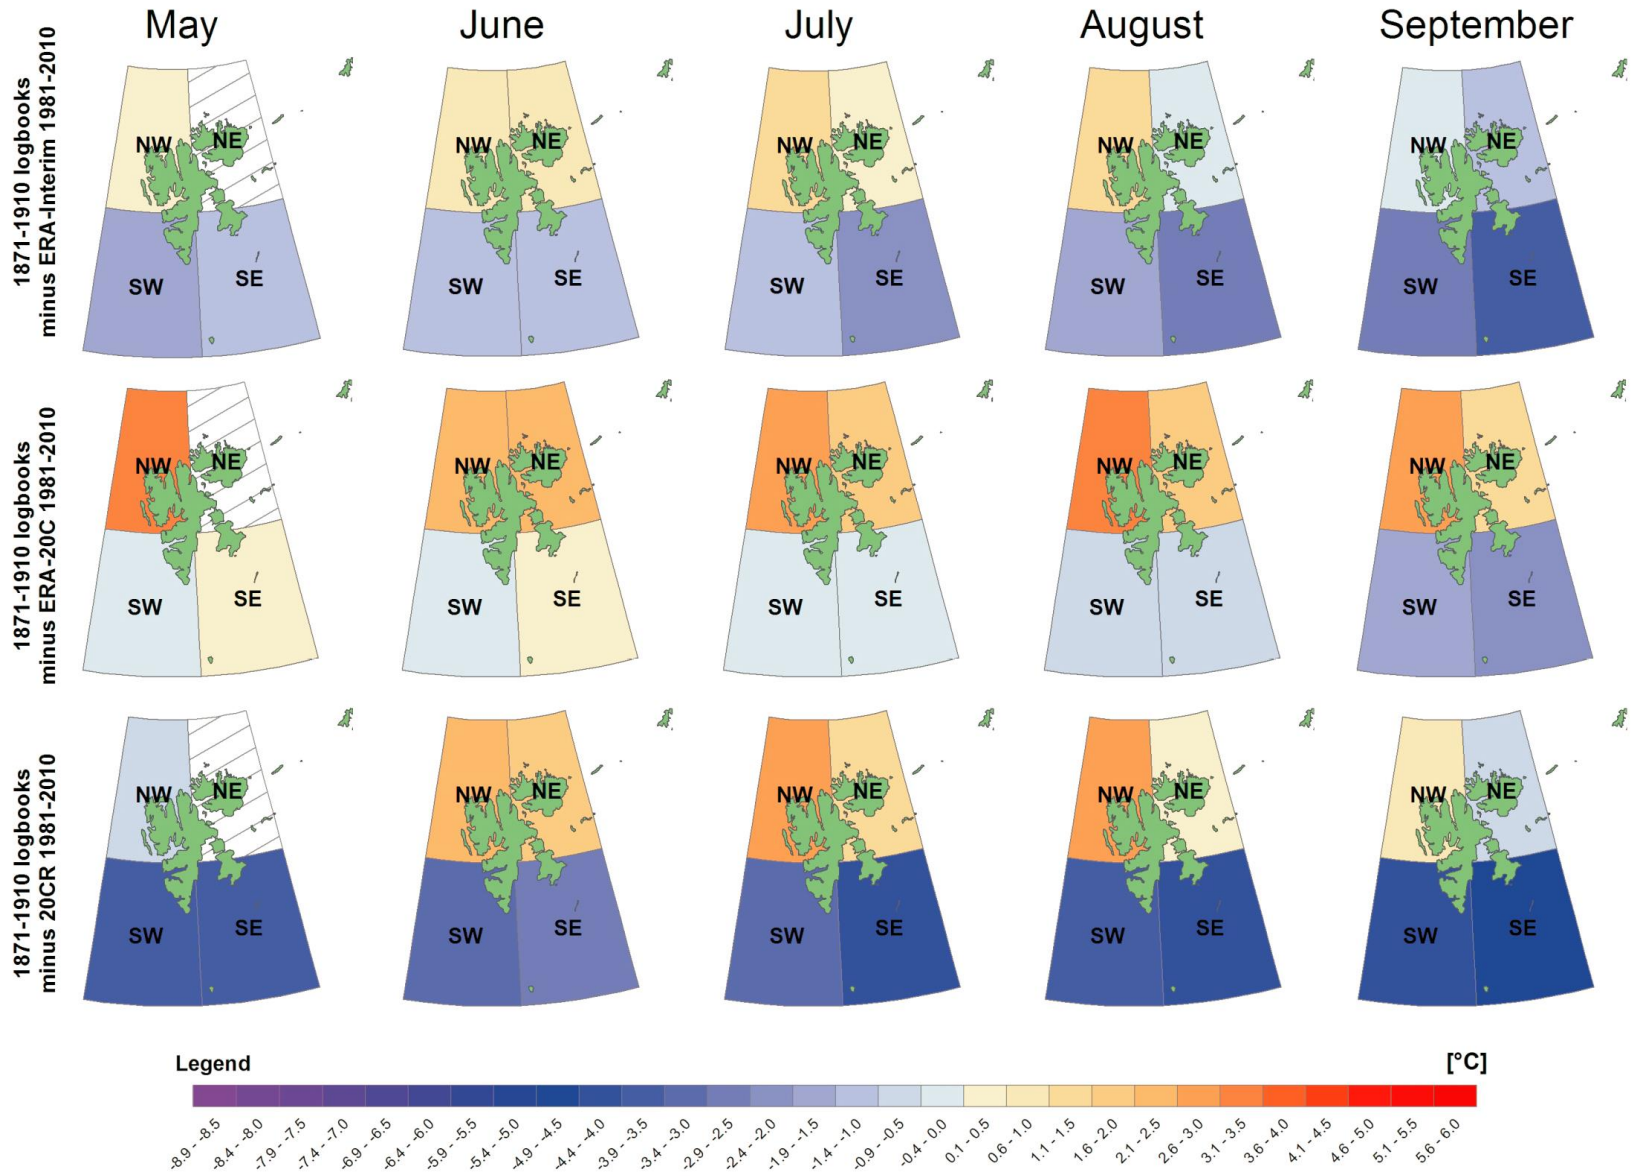 May June July August September
1871-1910 logbooks
minus ERA-Interim 1981-2010
NW NE NW NE NW NE NW NE NW NE
SW SE SW SE SW SE SW SE SW SE
1871-1910 logbooks
minus ERA-20C 1981-2010
NW NE NW NE NW NE NW NE NW NE
SW SE SW SE SW SE SW SE SW SE
1871-1910 logbooks
minus 20CR 1981-2010
NW NE NW NE NW NE NW NE NW NE
SW SE SW SE SW SE SW SE SW SE
Legend [°C]
-8.9 - -8.5 -8.4 - -8.0 -7.9 - -7.5 -7.4 - -7.0 -6.9 - -6.5 -6.4 - -6.0 -5.9 - -5.5 -5.4 - -5.0 -4.9 - -4.5 -4.4 - -4.0 -3.9 - -3.5 -3.4 - -3.0 -2.9 - -2.5 -2.4 - -2.0 -1.9 - -1.5 -1.4 - -1.0 -0.9 - -0.5 -0.4 - 0.0 0.1 - 0.5 0.6 - 1.0 1.1 - 1.5 1.6 - 2.0 2.1 - 2.5 2.6 - 3.0 3.1 - 3.5 3.6 - 4.0 4.1 - 4.5 4.6 - 5.0 5.1 - 5.5 5.6 - 6.0